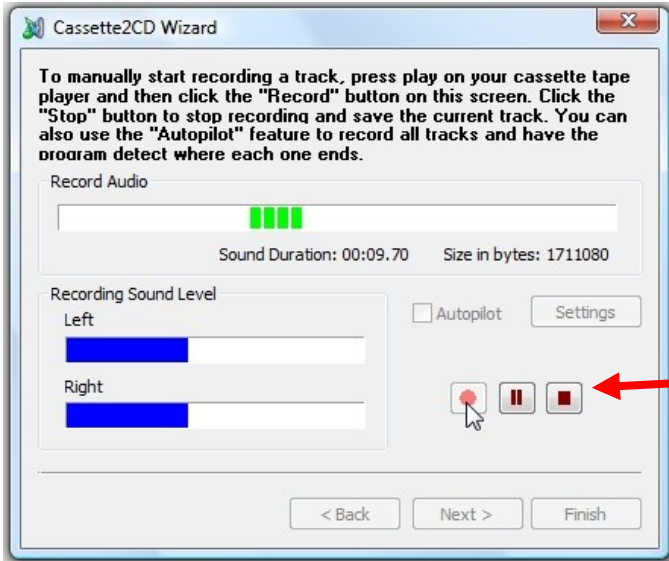 Cassette2CD Wizard
To manually start recording a track, press play on your cassette tape
player and then click the "Record" button on this screen. Click the
"Stop" button to stop recording and save the current track. You can
also use the "Autopilot" feature to record all tracks and have the
program detect where each one ends.
Record Audio
Sound Duration: 00:09.70 Size in bytes: 1711080
Recording Sound Level
Left
Autopilot Settings
Right
< Back Next > Finish